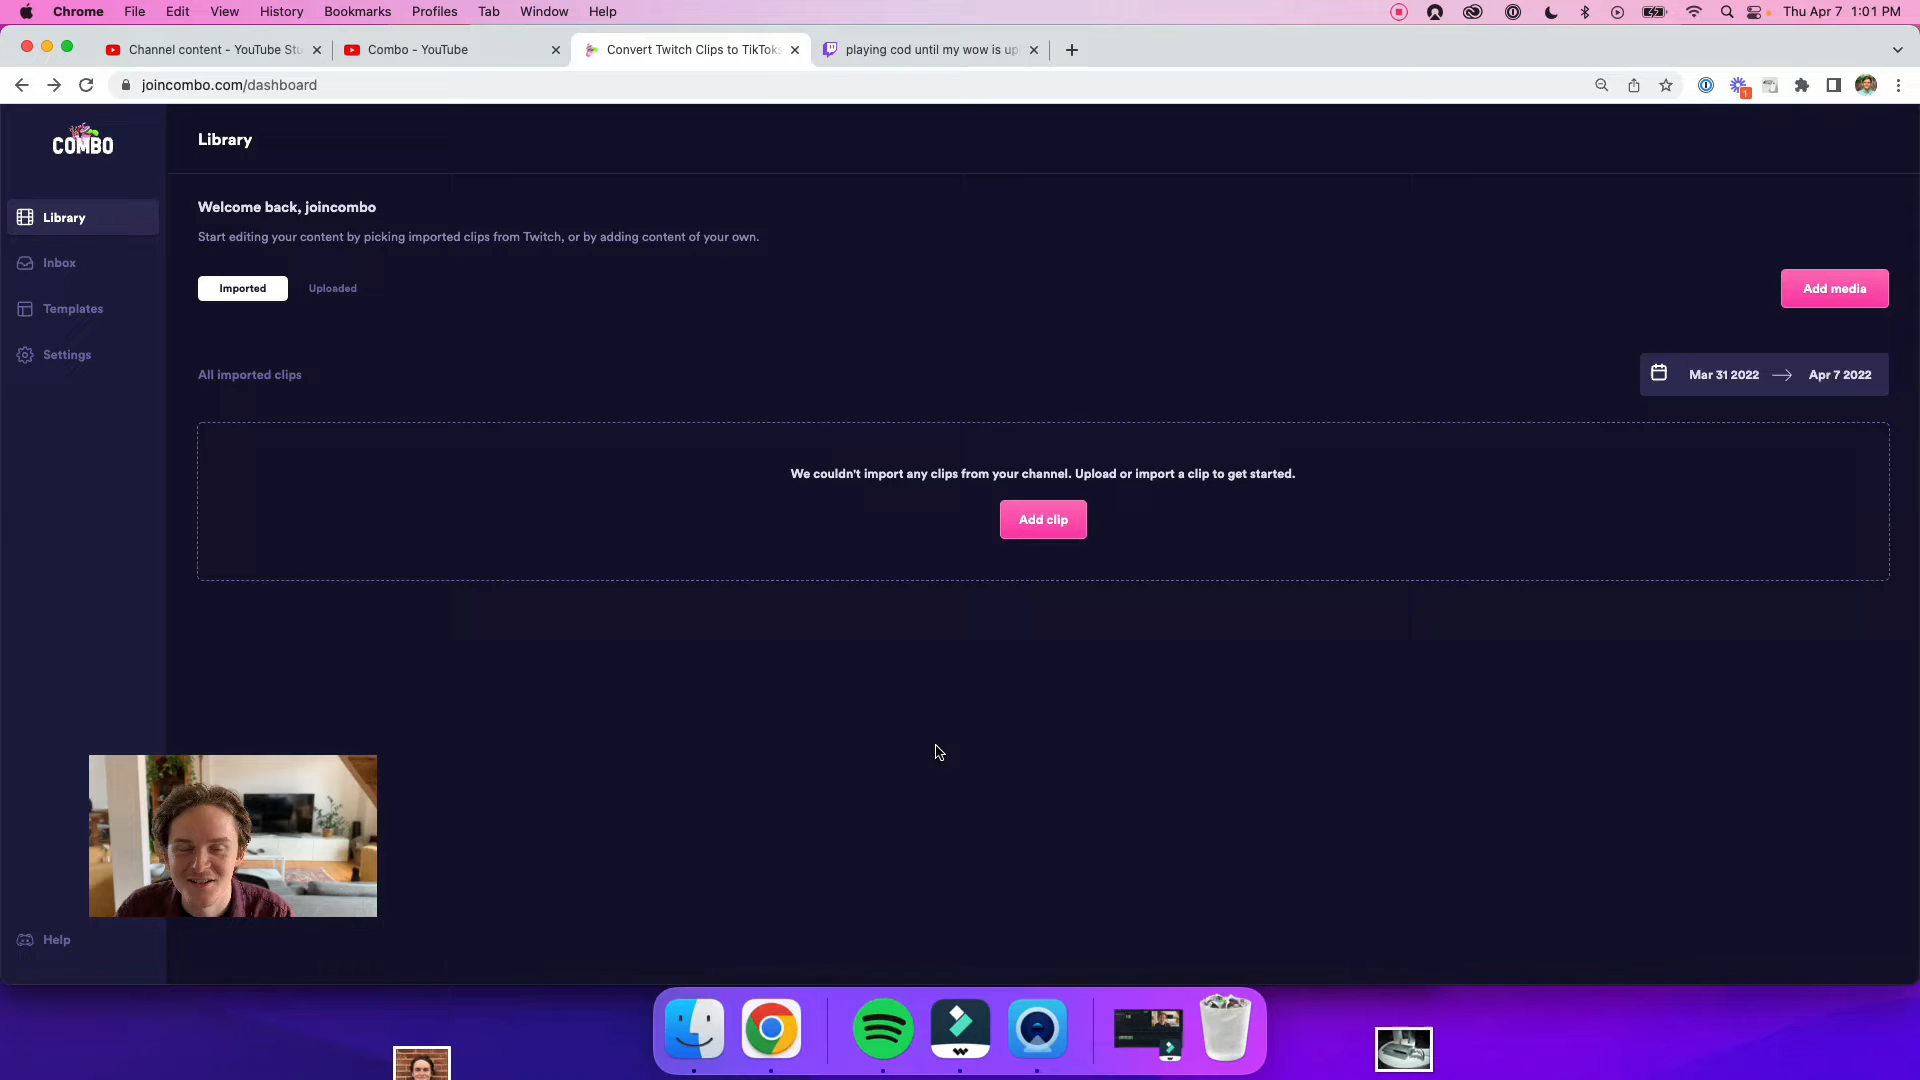 Chrome File Edit View History Bookmarks Profiles Tab Window Help Thu Apr 7 1:01 PM
Channel content - YouTube Stu Combo - YouTube Convert Twitch Clips to TikToks playing cod until my wow is up
joincombo.com/dashboard
1
COMBO
Library
Library
Inbox
Templates
Settings
Help
Welcome back, joincombo
Start editing your content by picking imported clips from Twitch, or by adding content of your own.
Imported Uploaded Add media
All imported clips Mar 31 2022 Apr 7 2022
We couldn't import any clips from your channel. Upload or import a clip to get started.
Add clip